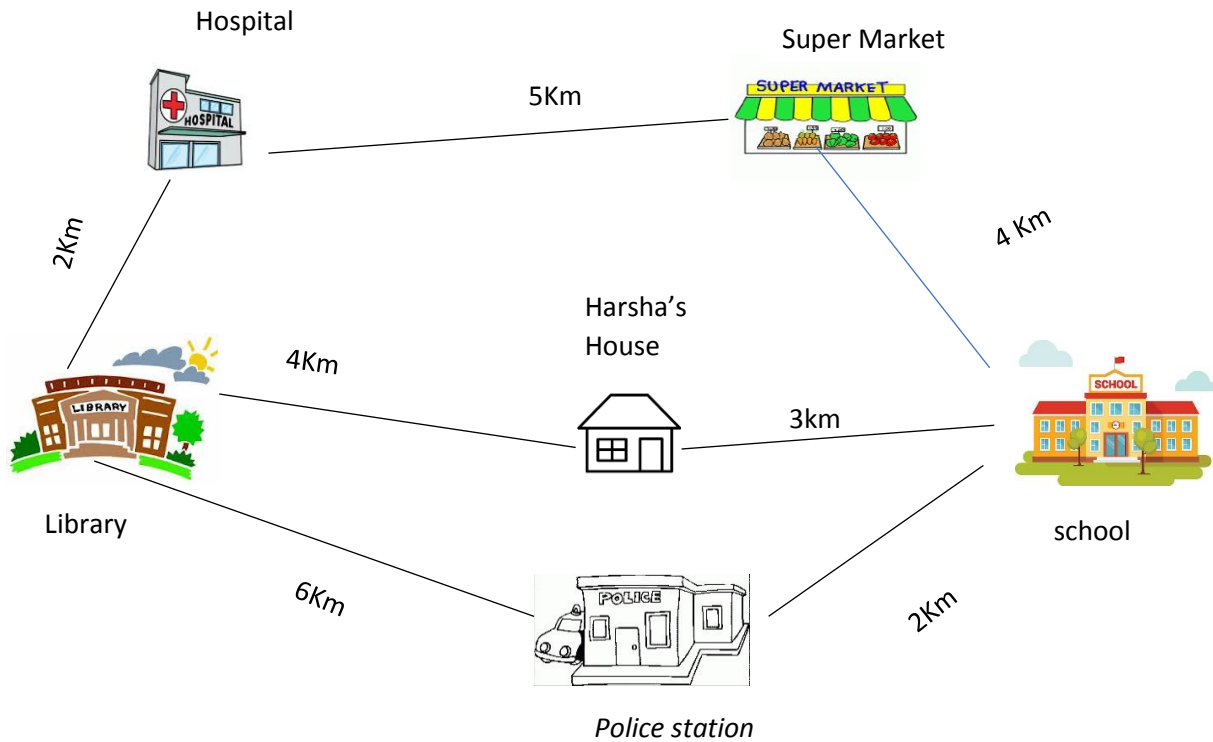 Hospital
Super Market
SUPER MARKET
5Km
HOSPITAL
2Km
4 Km
Harsha’s
House
4Km
SCHOOL
LIBRARY
3km
Library
school
6Km
POLICE
2Km
Police station